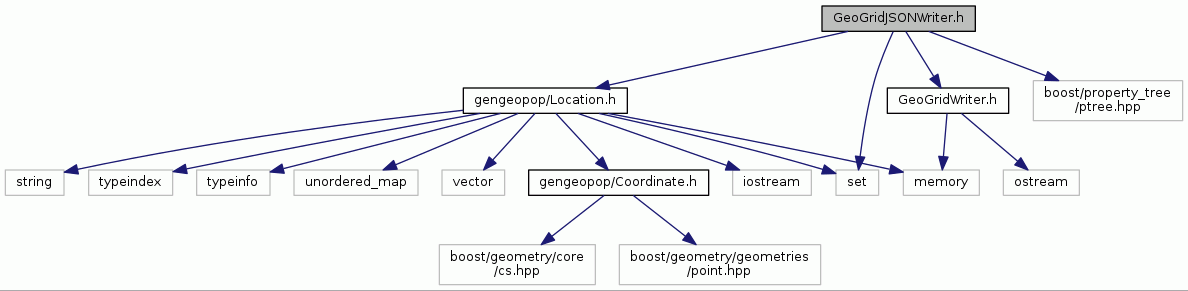 GeoGridJSONWriter.h
gengeopop/Location.h
GeoGridWriter.h
boost/property_tree
/ptree.hpp
string
typeindex
typeinfo
unordered_map
vector
gengeopop/Coordinate.h
iostream
set
memory
ostream
boost/geometry/core
/cs.hpp
boost/geometry/geometries
/point.hpp